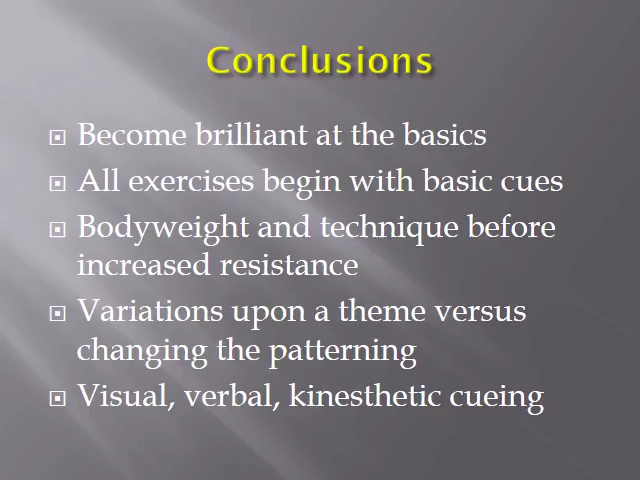 Conclusions
Become brilliant at the basics
All exercises begin with basic cues
Bodyweight and technique before
increased resistance
Variations upon a theme versus
changing the patterning
Visual, verbal, kinesthetic cueing